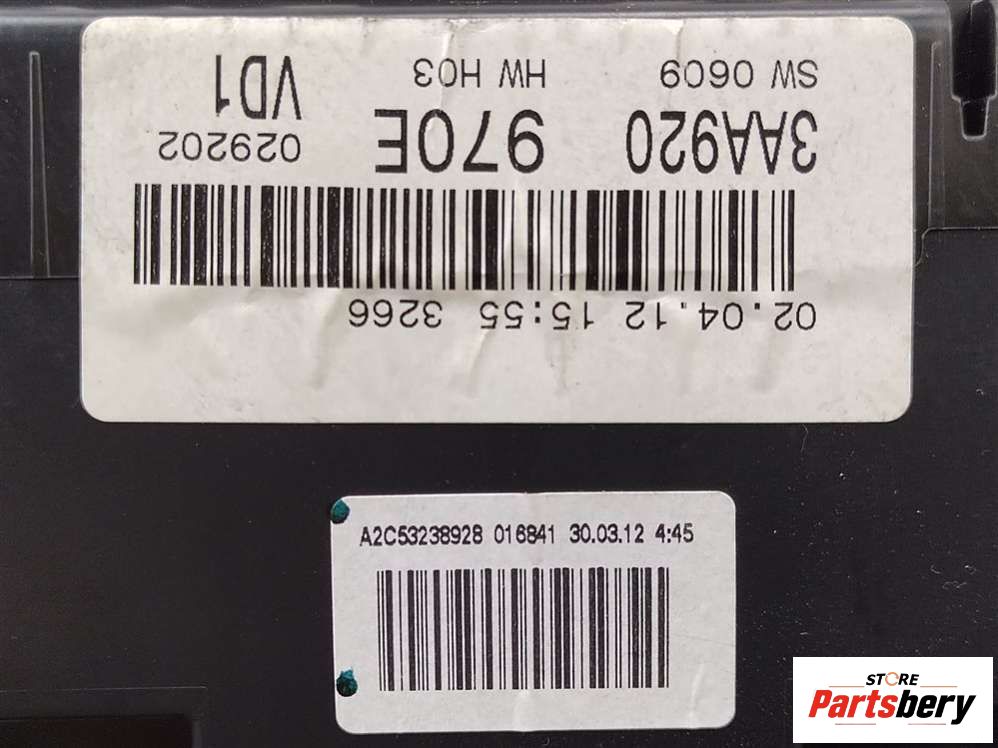 02.04.12 15:55 3266
3AA920 970E 029202
SW 0609 HW H03 VD1
A2C53238928 016841 30.03.12 4:45
STORE
Partsbery